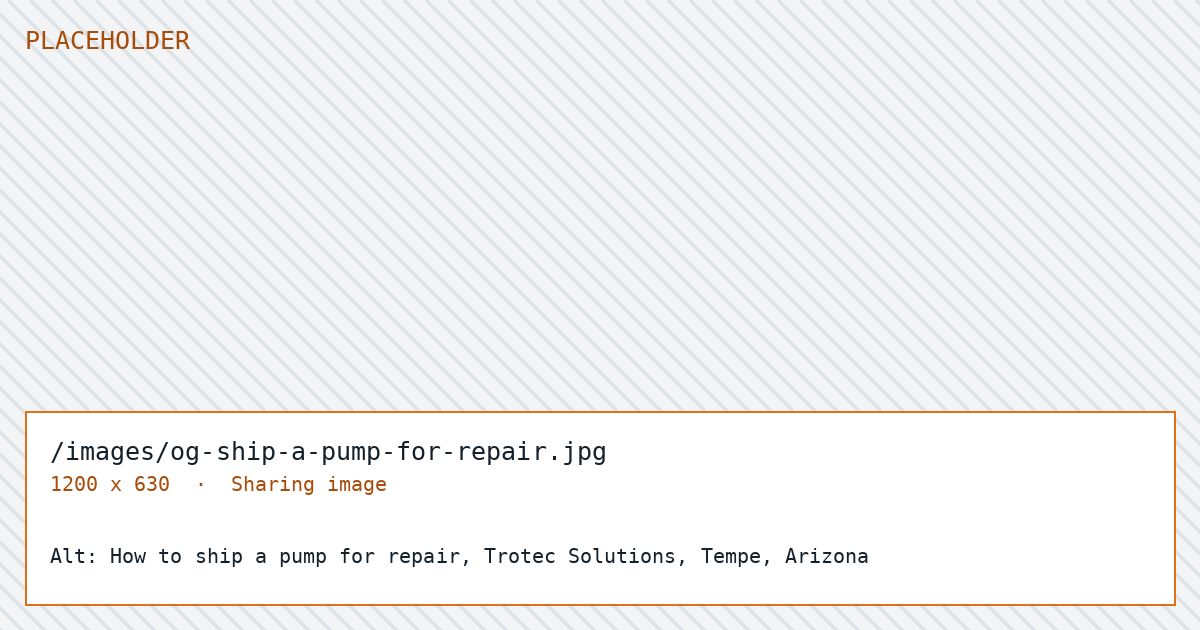 PLACEHOLDER
/images/og-ship-a-pump-for-repair.jpg
1200 x 630 · Sharing image
Alt: How to ship a pump for repair, Trotec Solutions, Tempe, Arizona